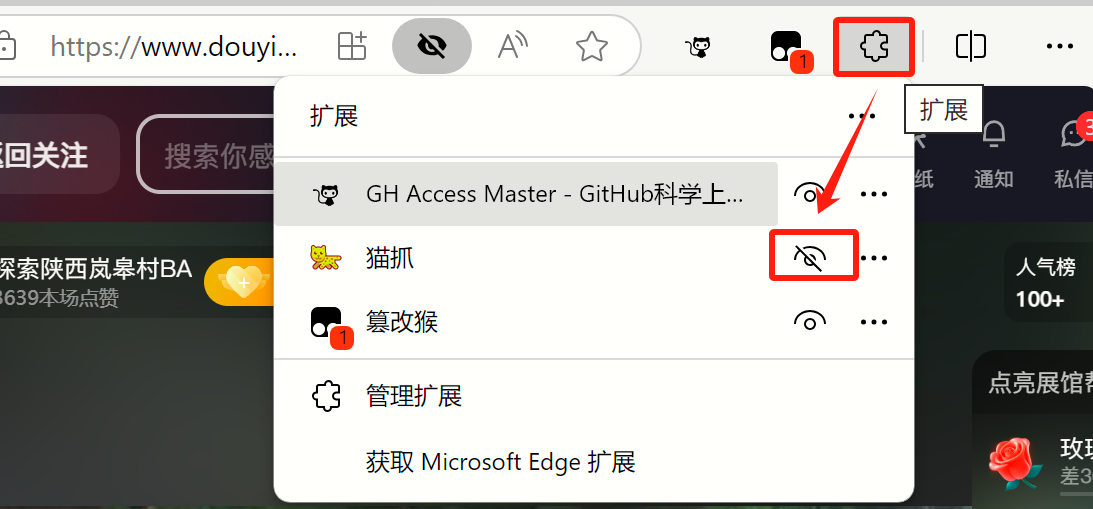 https://www.douyi...
A
1
扩展
扩展
返回关注
搜索你感
纸
通知
私信
3
GH Access Master - GitHub科学上...
猫抓
篡改猴
1
探索陕西岚皋村BA
3639本场点赞
人气榜
100+
管理扩展
点亮展馆帮
获取 Microsoft Edge 扩展
玫瑰
差30